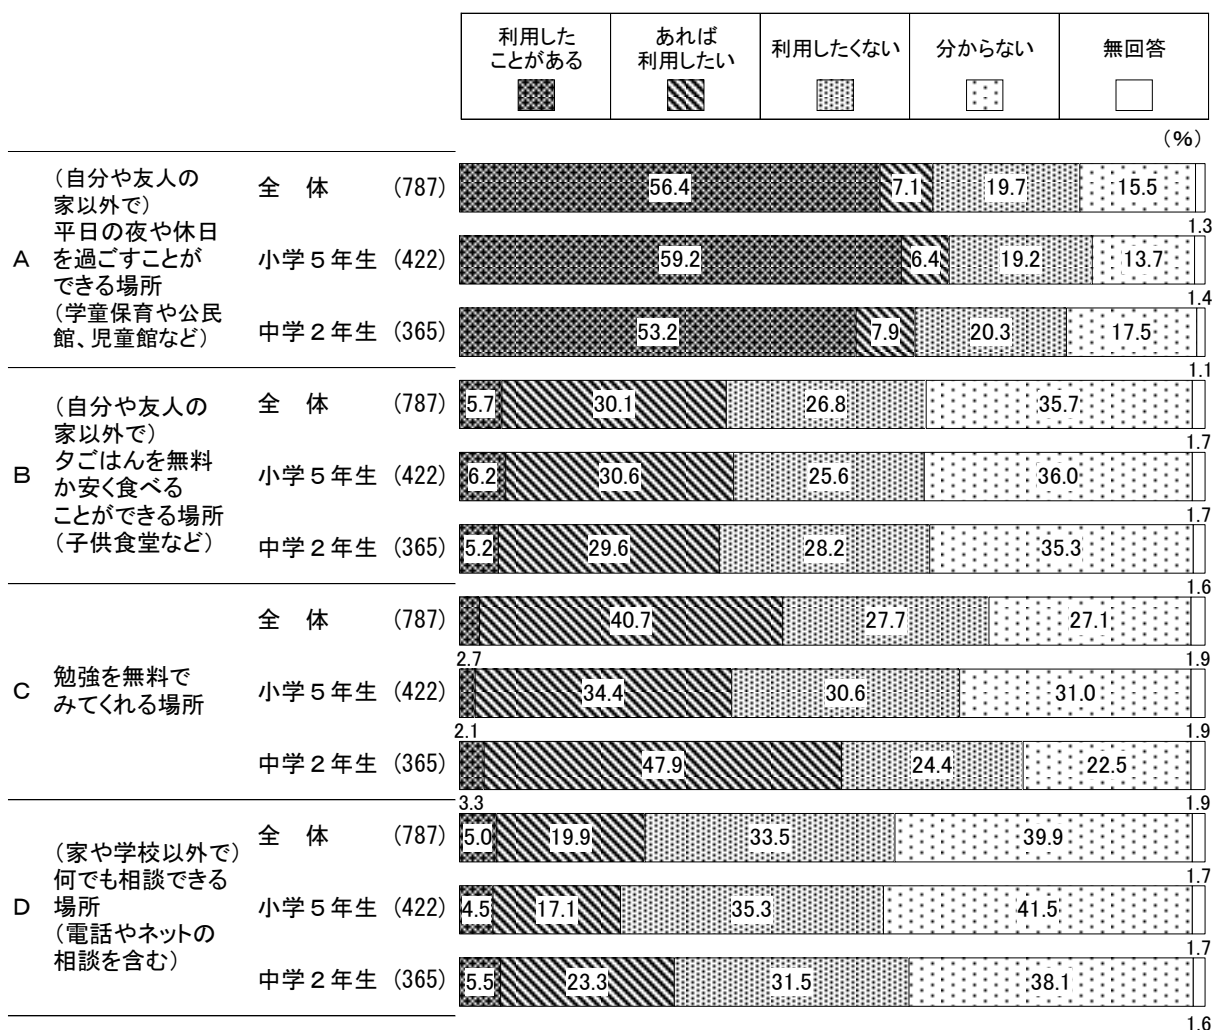 利用した
ことがある
あれば
利用したい
利用したくない
分からない
無回答
（％）
A
（自分や友人の
家以外で）
平日の夜や休日
を過ごすことが
できる場所
（学童保育や公民
館、児童館など）
全　体　(787)　56.4　7.1　19.7　15.5　1.3
小学５年生　(422)　59.2　6.4　19.2　13.7　1.4
中学２年生　(365)　53.2　7.9　20.3　17.5　1.1
B
（自分や友人の
家以外で）
夕ごはんを無料
か安く食べる
ことができる場所
（子供食堂など）
全　体　(787)　5.7　30.1　26.8　35.7　1.7
小学５年生　(422)　6.2　30.6　25.6　36.0　1.7
中学２年生　(365)　5.2　29.6　28.2　35.3　1.6
C
勉強を無料で
みてくれる場所
全　体　(787)　2.7　40.7　27.7　27.1　1.9
小学５年生　(422)　2.1　34.4　30.6　31.0　1.9
中学２年生　(365)　3.3　47.9　24.4　22.5　1.9
D
（家や学校以外で）
何でも相談できる
場所
（電話やネットの
相談を含む）
全　体　(787)　5.0　19.9　33.5　39.9　1.7
小学５年生　(422)　4.5　17.1　35.3　41.5　1.7
中学２年生　(365)　5.5　23.3　31.5　38.1　1.6